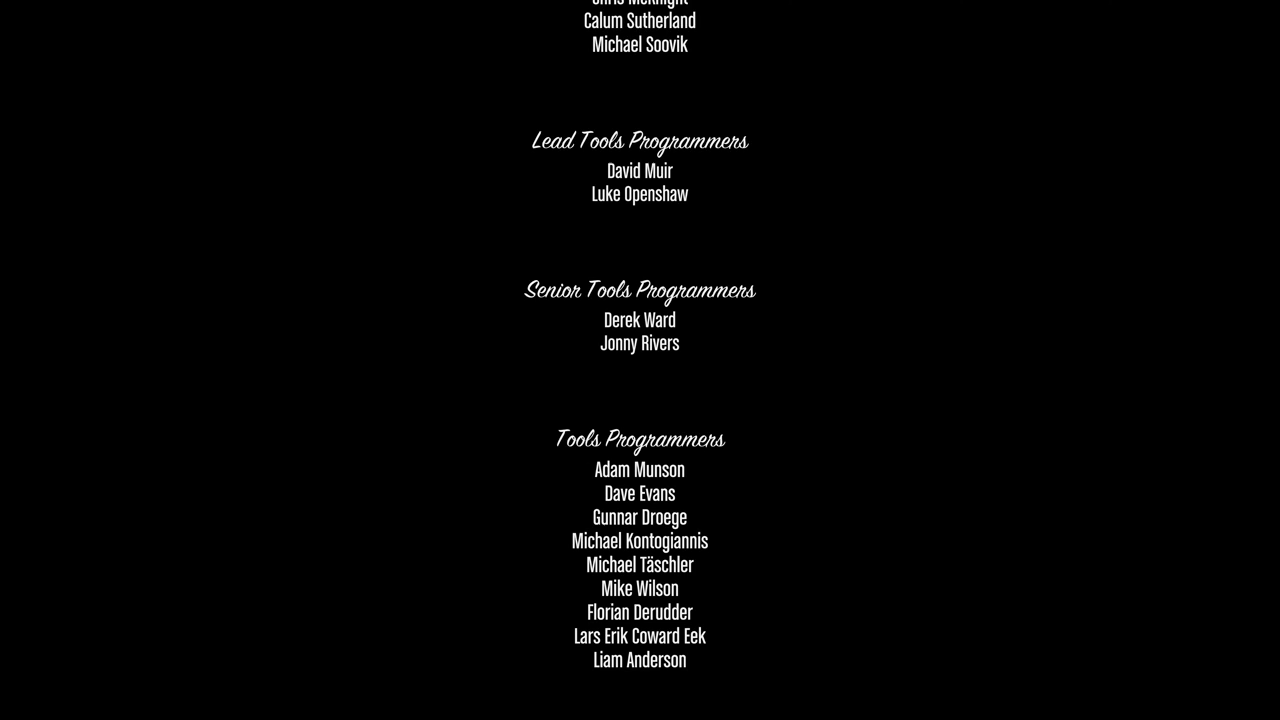 Calum Sutherland
Michael Soovik
Lead Tools Programmers
David Muir
Luke Openshaw
Senior Tools Programmers
Derek Ward
Jonny Rivers
Tools Programmers
Adam Munson
Dave Evans
Gunnar Droege
Michael Kontogiannis
Michael Täschler
Mike Wilson
Florian Derudder
Lars Erik Coward Eek
Liam Anderson